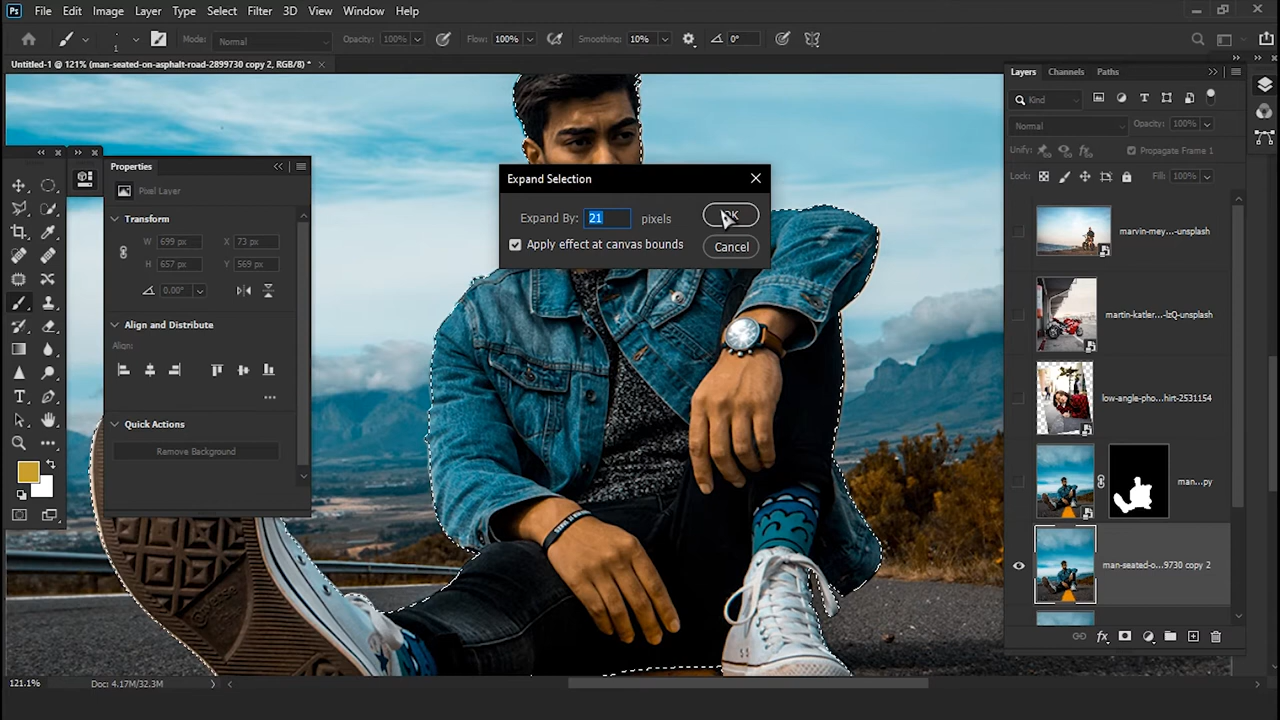 Ps File Edit Image Layer Type Select Filter 3D View Window Help
1 Mode: Normal Opacity: 100% Flow: 100% Smoothing: 10% 0°
Untitled-1 @ 121% (man-seated-on-asphalt-road-2899730 copy 2, RGB/8) *
Properties
Pixel Layer
Transform
W 699 px X 73 px
H 657 px Y 569 px
0.00°
Align and Distribute
Align:
Quick Actions
Remove Background
Expand Selection
Expand By: 21 pixels OK
Apply effect at canvas bounds Cancel
Layers Channels Paths
Kind
Normal Opacity: 100%
Unify: Propagate Frame 1
Lock: Fill: 100%
marvin-mey...-unsplash
martin-katler...-lzQ-unsplash
low-angle-pho...hirt-2531154
man...py
man-seated-o...9730 copy 2
121.1% Doc: 4.17M/32.3M